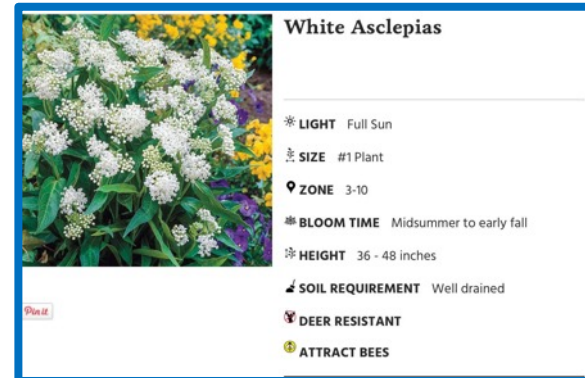 White Asclepias
LIGHT Full Sun
SIZE #1 Plant
ZONE 3-10
BLOOM TIME Midsummer to early fall
HEIGHT 36 - 48 inches
SOIL REQUIREMENT Well drained
Pin it
DEER RESISTANT
ATTRACT BEES